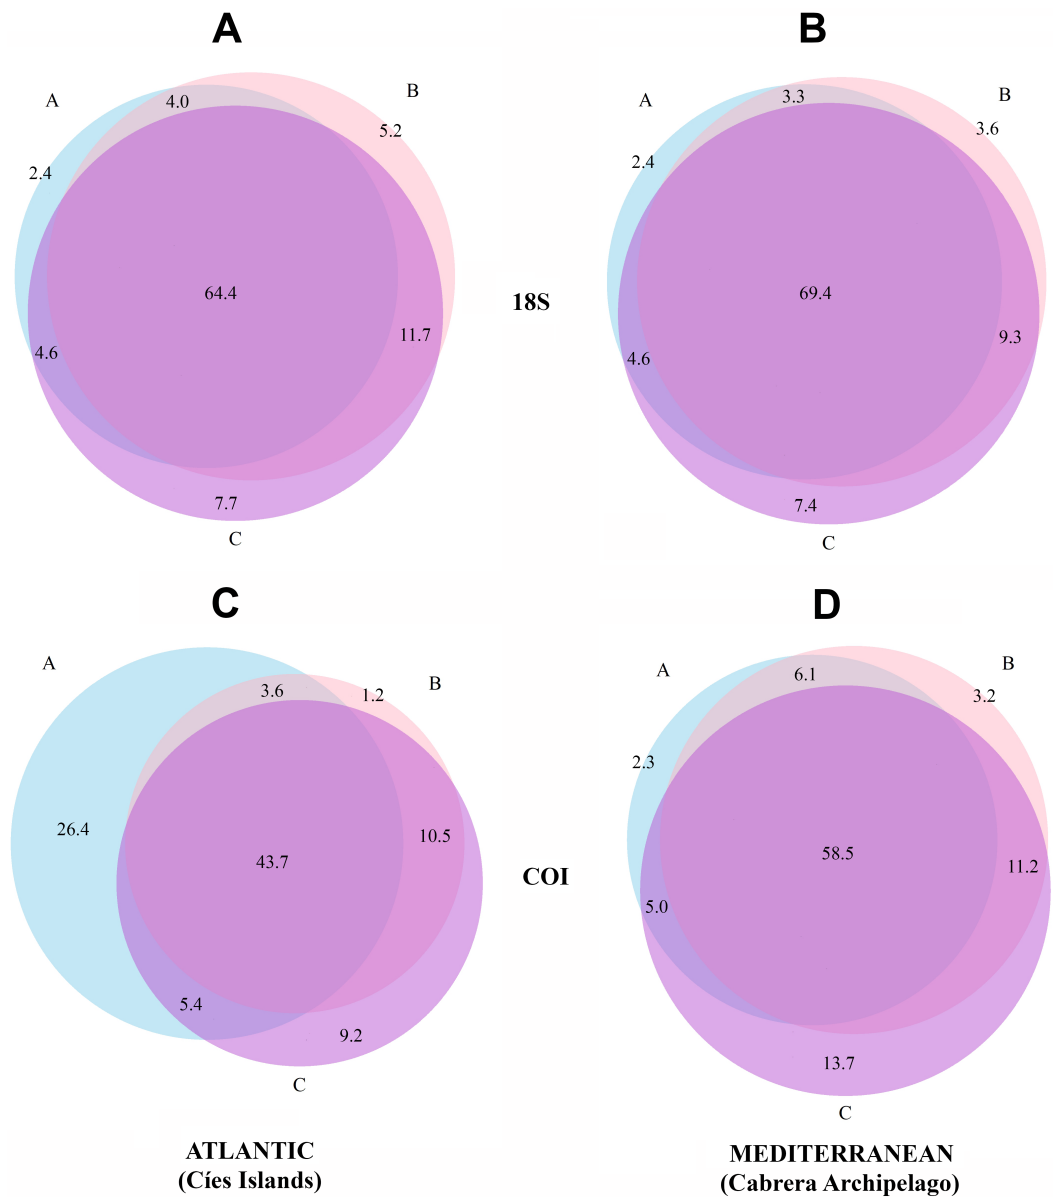 A
B
A
B
4.0
5.2
2.4
64.4
11.7
4.6
7.7
C
18S
A
B
3.3
3.6
2.4
69.4
9.3
4.6
7.4
C
C
D
A
B
3.6
1.2
26.4
43.7
10.5
5.4
9.2
C
COI
A
B
6.1
3.2
2.3
58.5
11.2
5.0
13.7
C
ATLANTIC
(Cíes Islands)
MEDITERRANEAN
(Cabrera Archipelago)